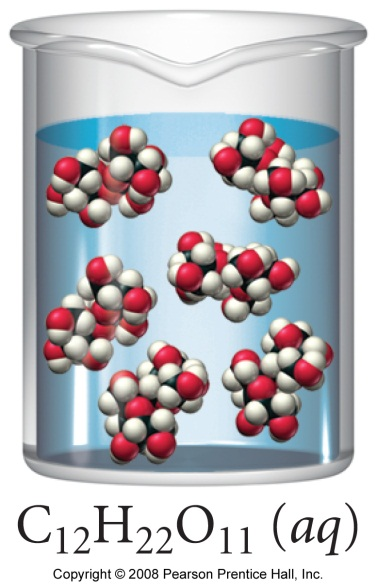 C₁₂H₂₂O₁₁ (aq)
Copyright © 2008 Pearson Prentice Hall, Inc.